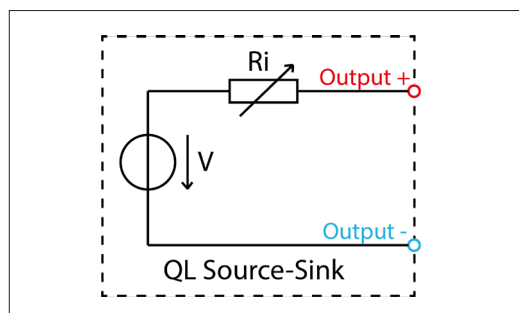 Ri
Output +
V
Output -
QL Source-Sink